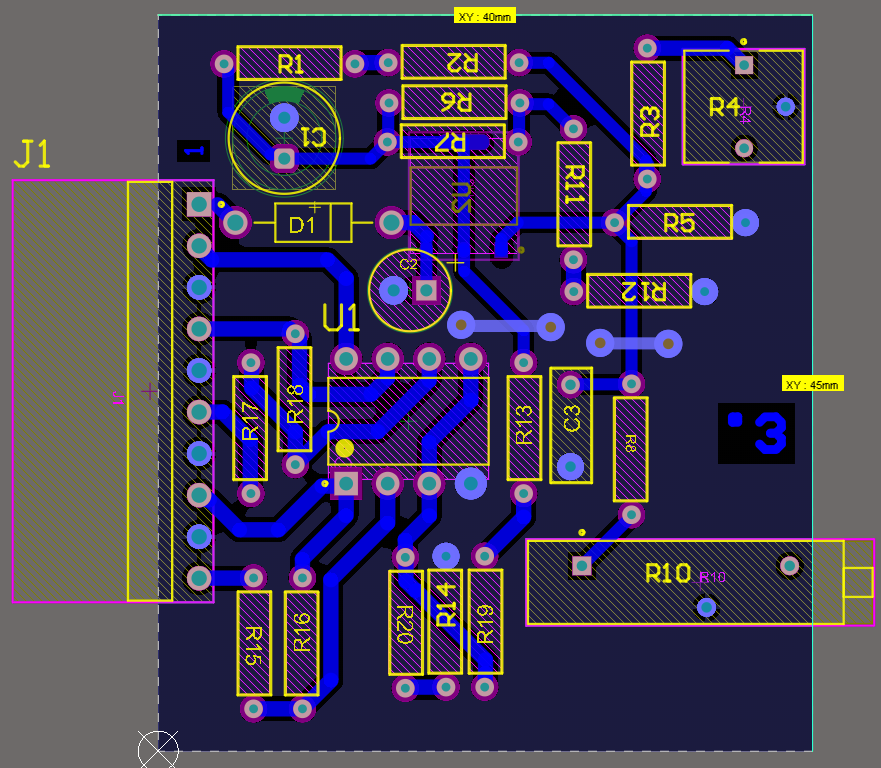 XY : 40mm
R1
R2
R6
R7
R3
R4
R4
C1
1
J1
R11
U2
D1
R5
C2
R12
U1
XY : 45mm
J1
R17
R18
R13
C3
R8
.3
R10
R10
R14
R15
R16
R20
R19